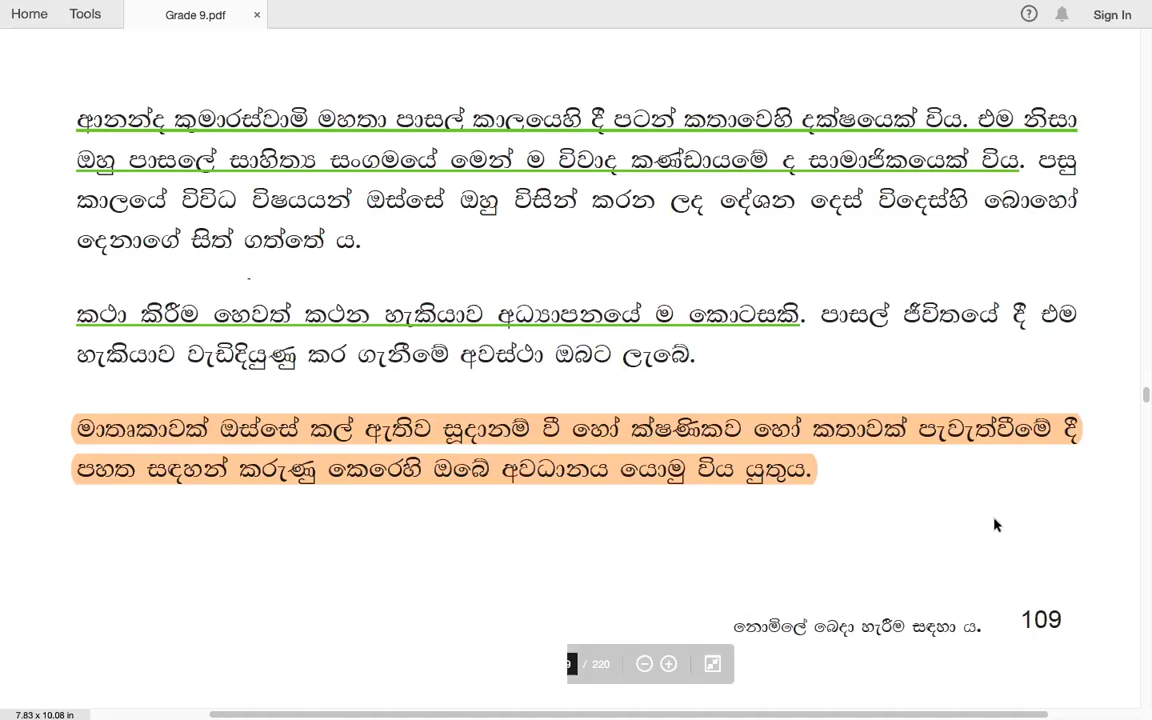 Home Tools Grade 9.pdf × Sign In
ආනන්ද කුමාරස්වාමි මහතා පාසල් කාලයෙහි දී පටන් කතාවෙහි දක්ෂයෙක් විය. එම නිසා
ඔහු පාසලේ සාහිත්‍ය සංගමයේ මෙන් ම විවාද කණ්ඩායමේ ද සාමාජිකයෙක් විය. පසු
කාලයේ විවිධ විෂයයන් ඔස්සේ ඔහු විසින් කරන ලද දේශන දෙස් විදෙස්හි බොහෝ
දෙනාගේ සිත් ගත්තේ ය.
කථා කිරීම හෙවත් කථන හැකියාව අධ්‍යාපනයේ ම කොටසකි. පාසල් ජීවිතයේ දී එම
හැකියාව වැඩිදියුණු කර ගැනීමේ අවස්ථා ඔබට ලැබේ.
මාතෘකාවක් ඔස්සේ කල් ඇතිව සූදානම් වී හෝ ක්ෂණිකව හෝ කතාවක් පැවැත්වීමේ දී
පහත සඳහන් කරුණු කෙරෙහි ඔබේ අවධානය යොමු විය යුතුය.
නොමිලේ බෙදා හැරීම සඳහා ය. 109
9 / 220
7.83 x 10.08 in